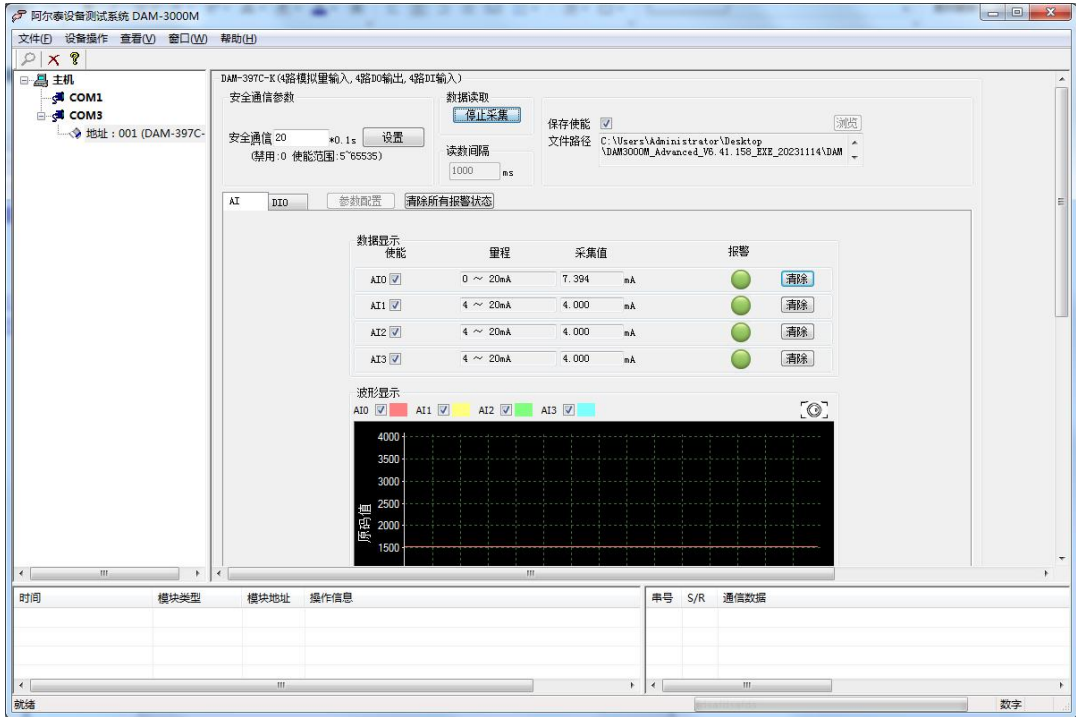 阿尔泰设备测试系统 DAM-3000M
文件(F) 设备操作 查看(V) 窗口(W) 帮助(H)
主机
COM1
COM3
地址：001 (DAM-397C-
DAM-397C-K(4路模拟量输入,4路DO输出,4路DI输入)
安全通信参数
安全通信 20 *0.1s 设置
(禁用:0 使能范围:5~65535)
数据读取
停止采集
读数间隔
1000 ms
保存使能 浏览
文件路径 C:\Users\Administrator\Desktop
\DAM3000M_Advanced_V6.41.158_EXE_20231114\DAM
AI DIO 参数配置 清除所有报警状态
数据显示
使能 量程 采集值 报警
AI0 0 ～ 20mA 7.394 mA 清除
AI1 4 ～ 20mA 4.000 mA 清除
AI2 4 ～ 20mA 4.000 mA 清除
AI3 4 ～ 20mA 4.000 mA 清除
波形显示
AI0 AI1 AI2 AI3
原码值
4000
3500
3000
2500
2000
1500
时间 模块类型 模块地址 操作信息
串号 S/R 通信数据
就绪 数字